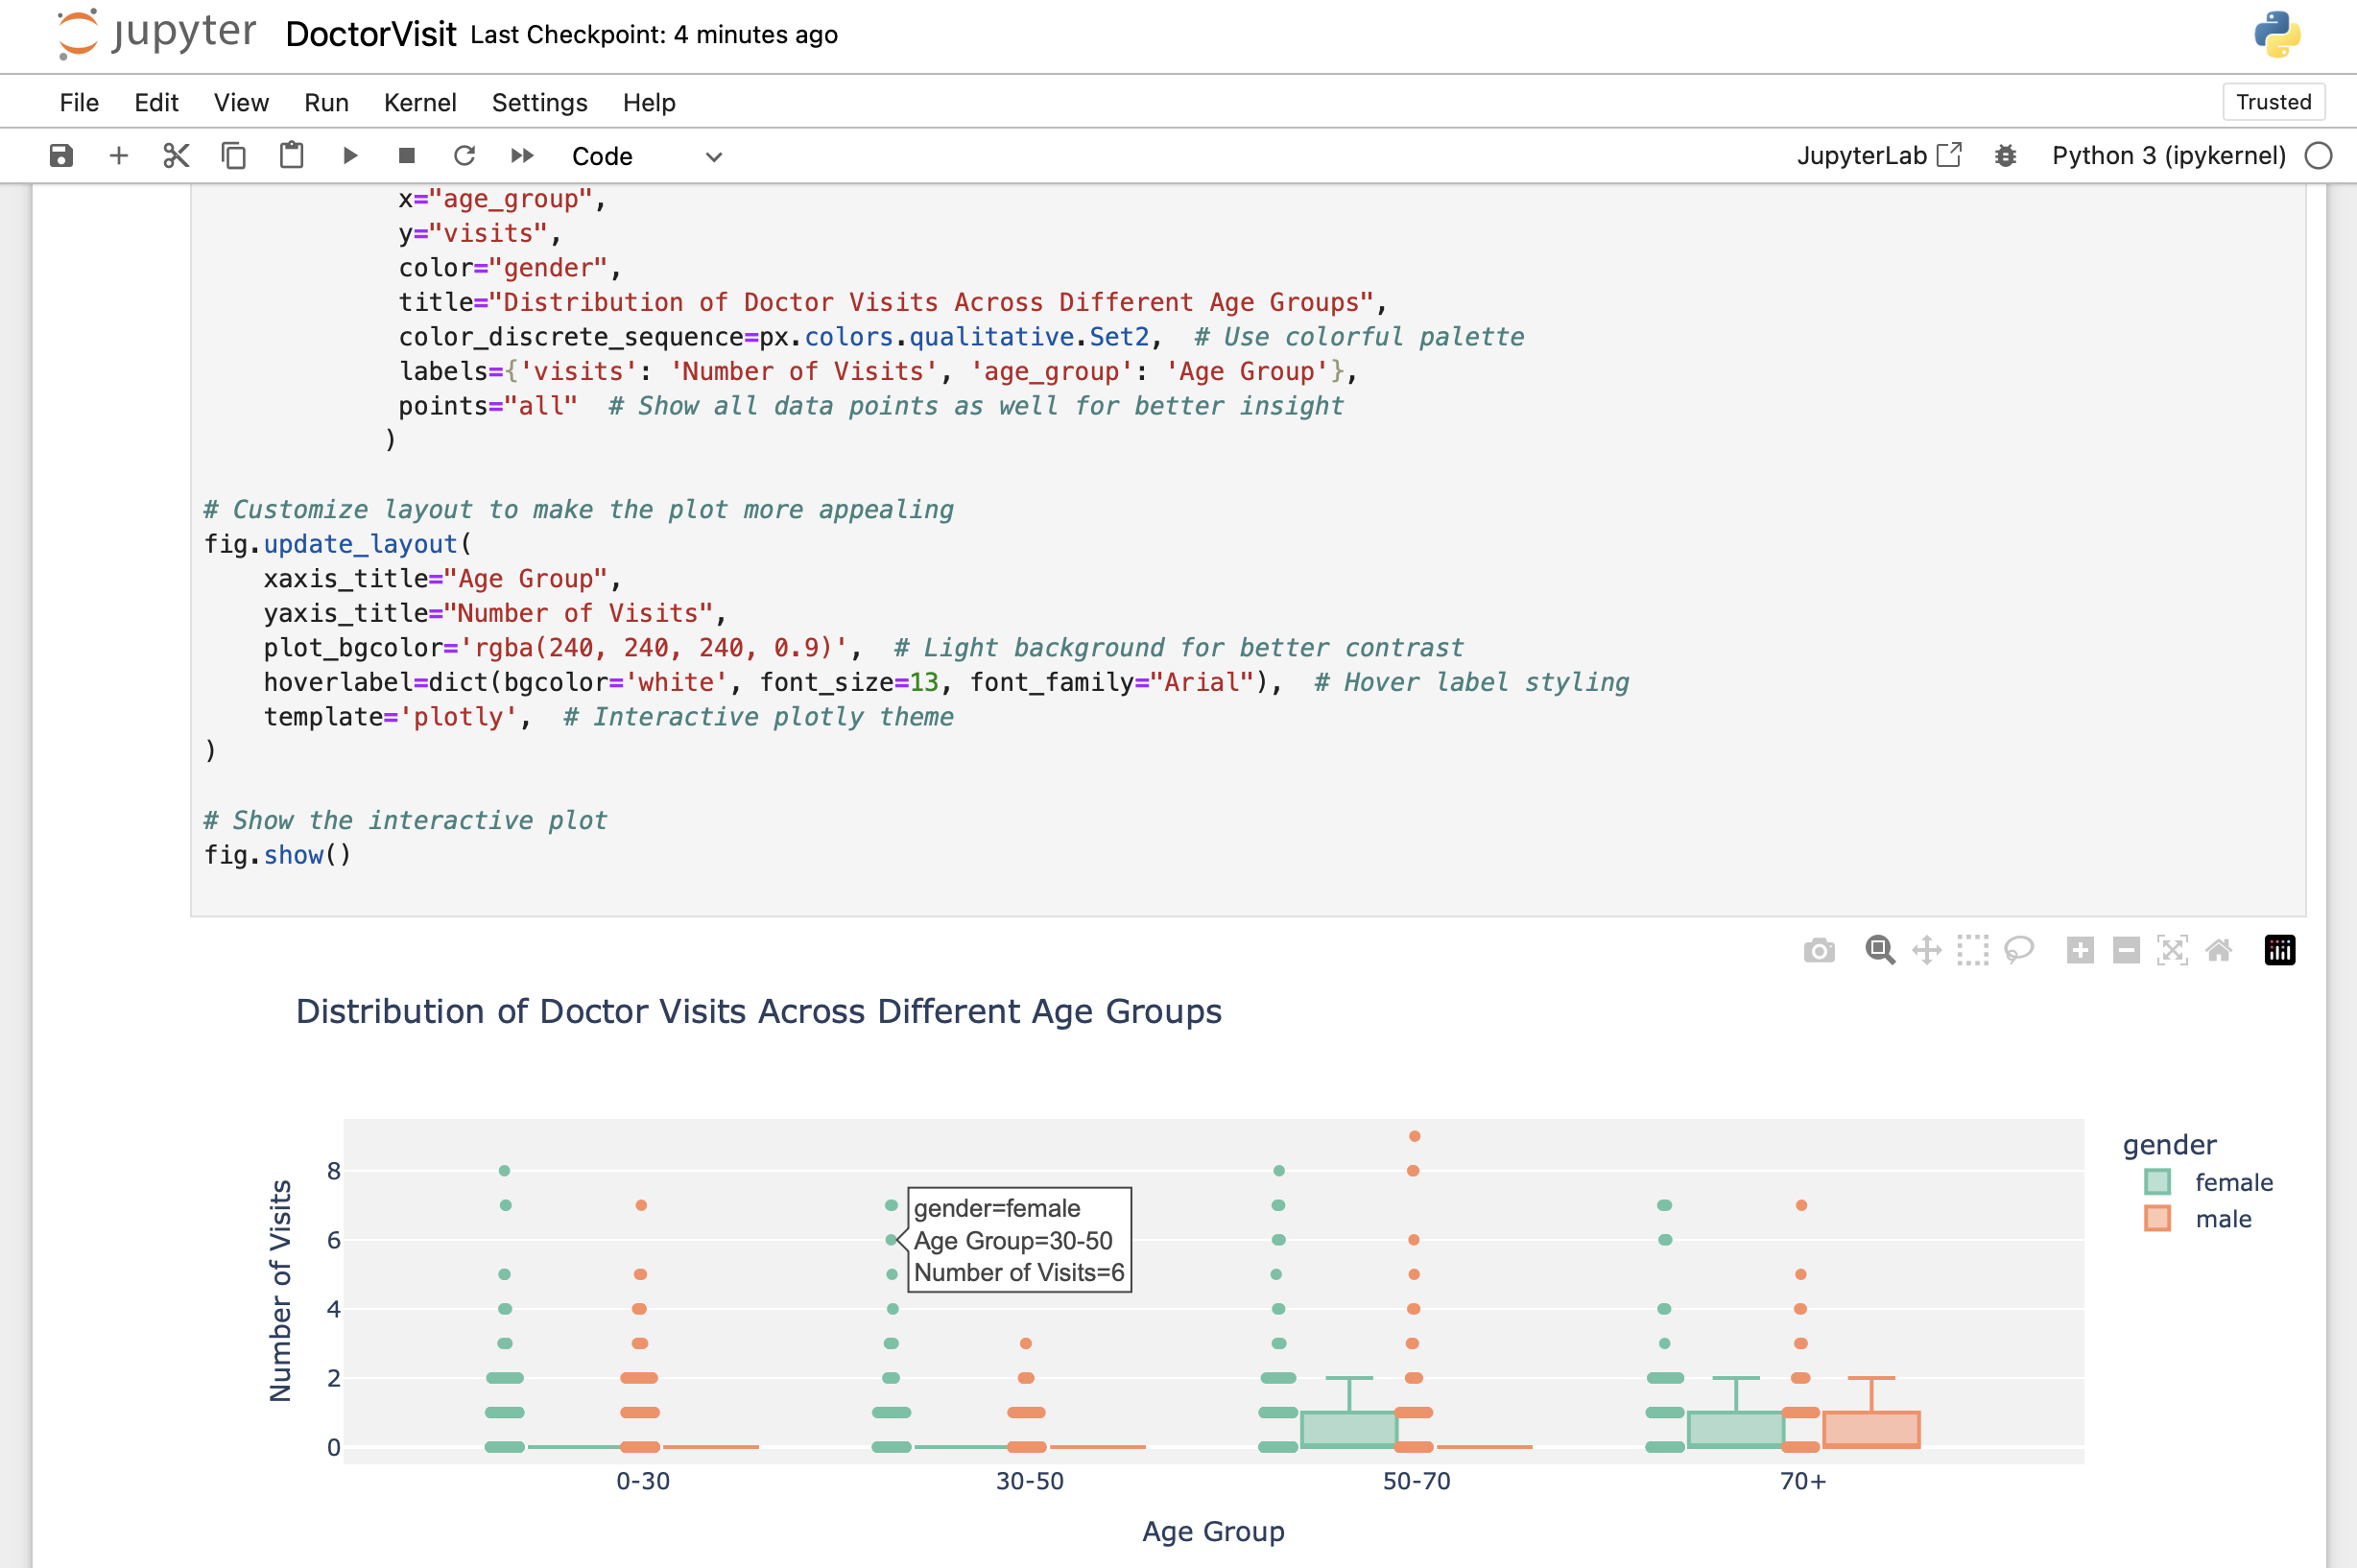 jupyter DoctorVisit Last Checkpoint: 4 minutes ago
File Edit View Run Kernel Settings Help Trusted
Code JupyterLab Python 3 (ipykernel)
x="age_group",
y="visits",
color="gender",
title="Distribution of Doctor Visits Across Different Age Groups",
color_discrete_sequence=px.colors.qualitative.Set2,  # Use colorful palette
labels={'visits': 'Number of Visits', 'age_group': 'Age Group'},
points="all"  # Show all data points as well for better insight
)
# Customize layout to make the plot more appealing
fig.update_layout(
    xaxis_title="Age Group",
    yaxis_title="Number of Visits",
    plot_bgcolor='rgba(240, 240, 240, 0.9)',  # Light background for better contrast
    hoverlabel=dict(bgcolor='white', font_size=13, font_family="Arial"),  # Hover label styling
    template='plotly',  # Interactive plotly theme
)
# Show the interactive plot
fig.show()
Distribution of Doctor Visits Across Different Age Groups
Number of Visits
8
6
4
2
0
gender=female
Age Group=30-50
Number of Visits=6
gender
female
male
0-30 30-50 50-70 70+
Age Group